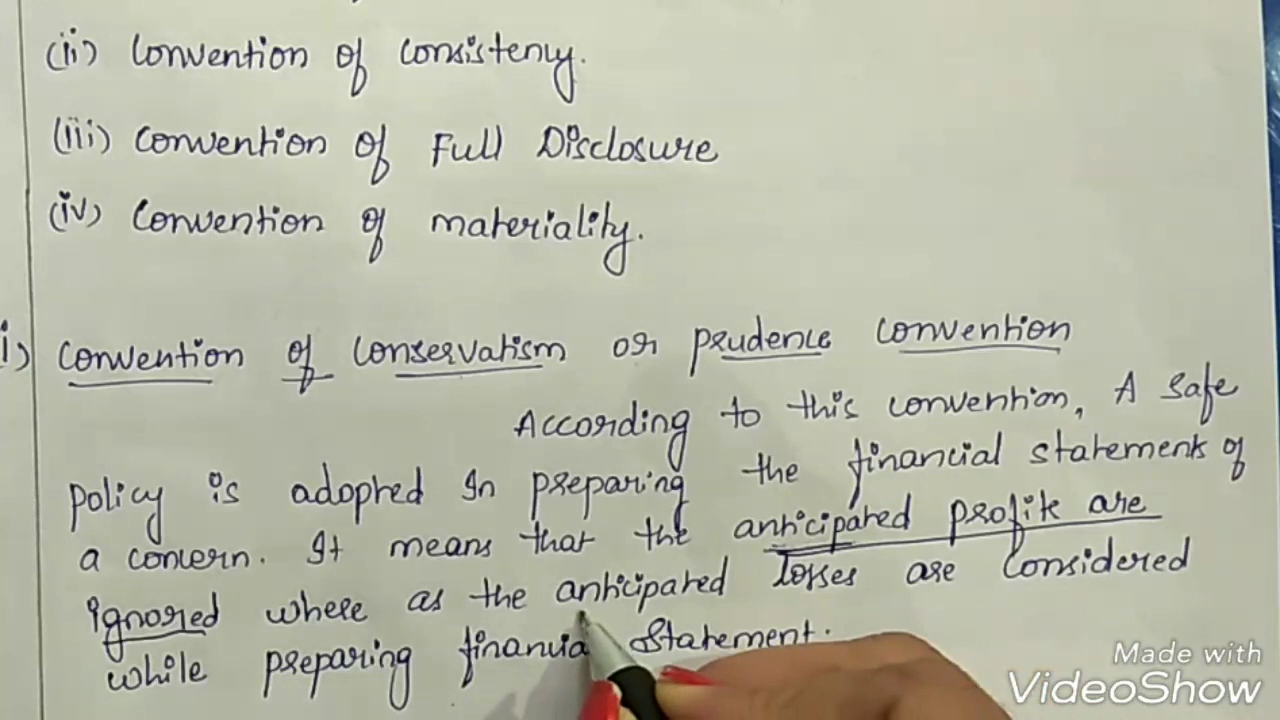 (ii) Convention of consistency.
(iii) Convention of Full Disclosure
(iv) Convention of materiality.
i) Convention of Conservatism or prudence convention
According to this convention, A safe
policy is adopted In preparing the financial statements of
a concern. It means that the anticipated profits are
ignored where as the anticipated losses are considered
while preparing financial statement.
Made with
VideoShow